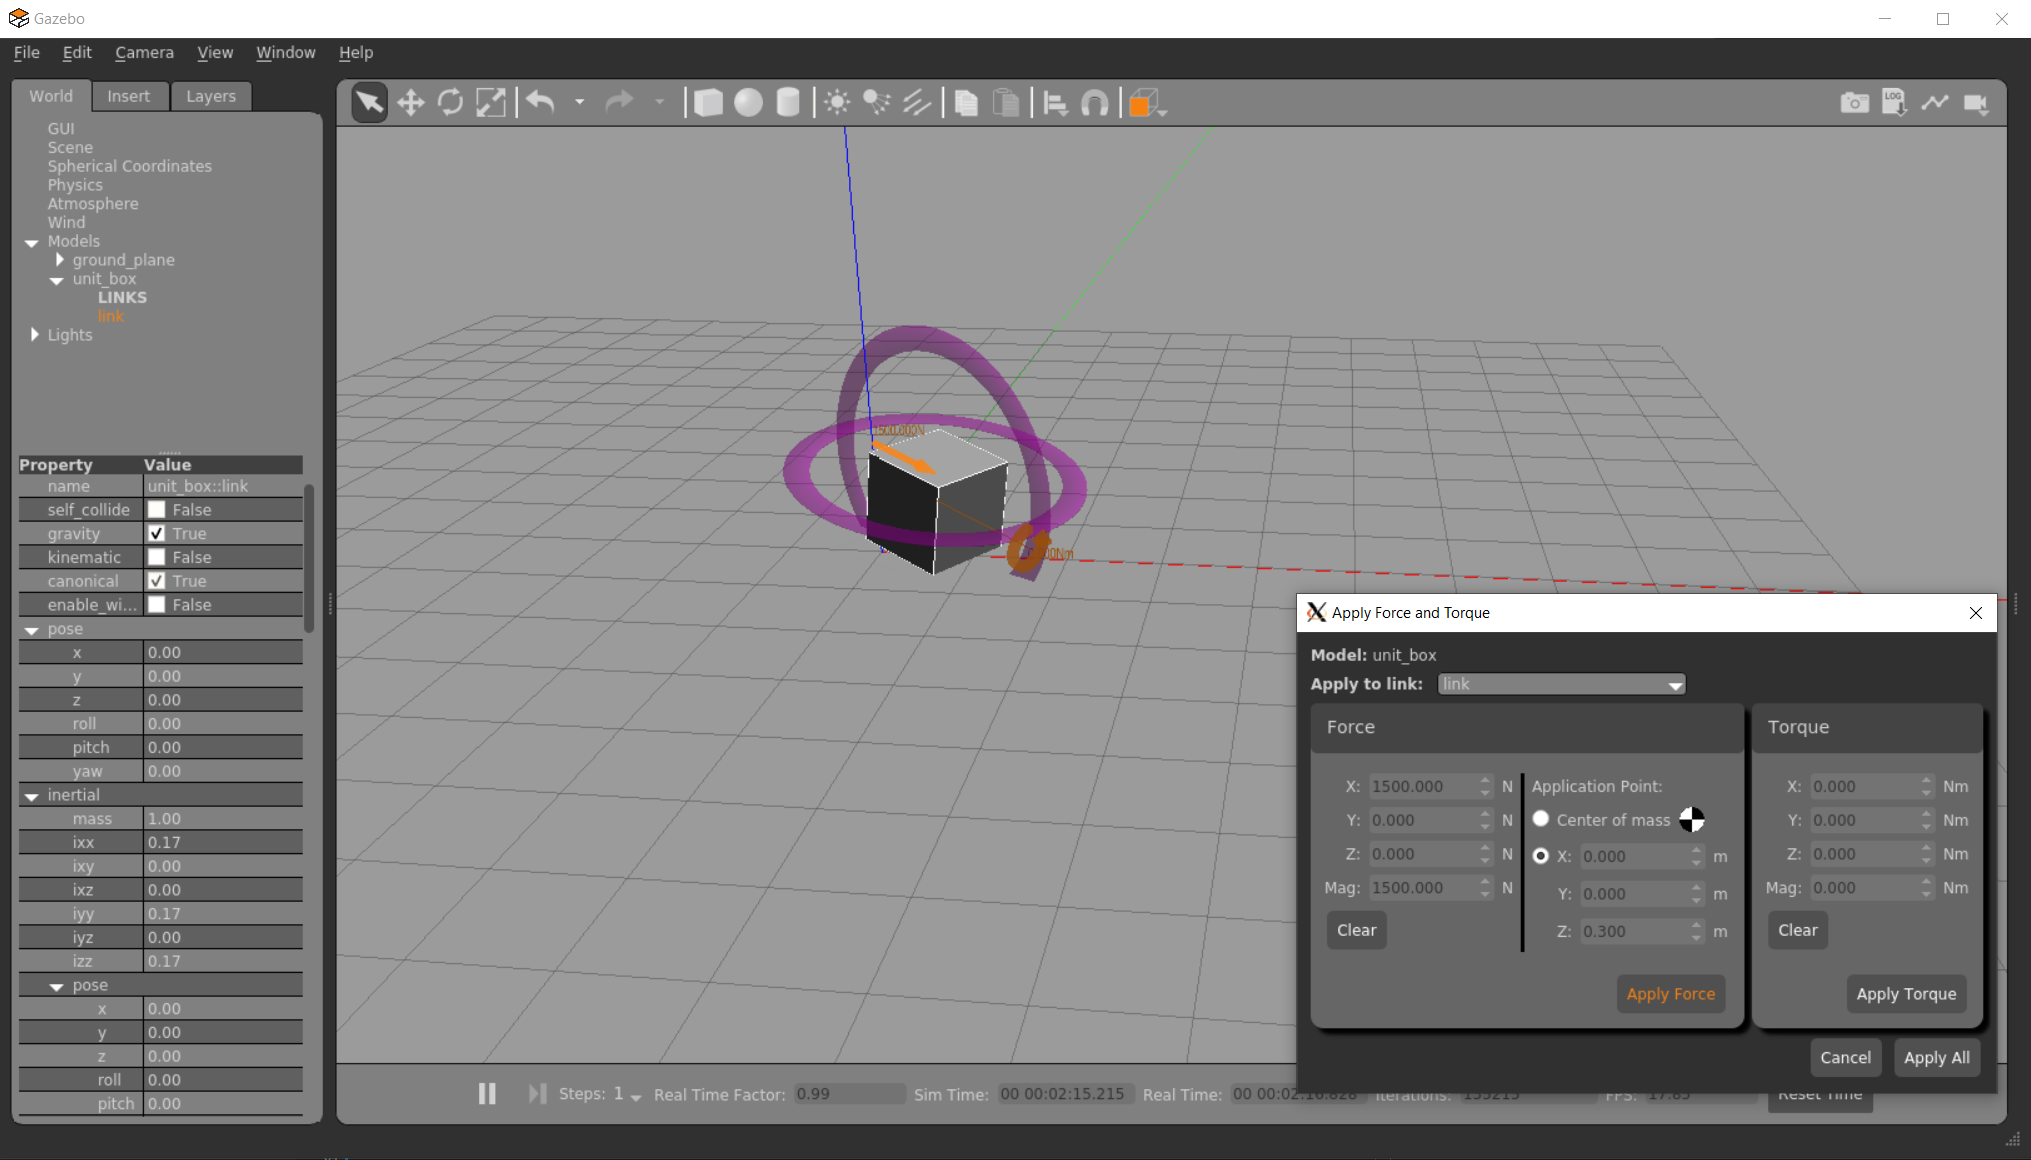 Gazebo
File Edit Camera View Window Help
World Insert Layers
GUI
Scene
Spherical Coordinates
Physics
Atmosphere
Wind
Models
ground_plane
unit_box
LINKS
link
Lights
Property Value
name unit_box::link
self_collide False
gravity True
kinematic False
canonical True
enable_wi... False
pose
x 0.00
y 0.00
z 0.00
roll 0.00
pitch 0.00
yaw 0.00
inertial
mass 1.00
ixx 0.17
ixy 0.00
ixz 0.00
iyy 0.17
iyz 0.00
izz 0.17
pose
x 0.00
y 0.00
z 0.00
roll 0.00
pitch 0.00
LOG
1500.000N
Apply Force and Torque
Model: unit_box
Apply to link: link
Force
X: 1500.000 N
Y: 0.000 N
Z: 0.000 N
Mag: 1500.000 N
Clear
Application Point:
Center of mass
X: 0.000 m
Y: 0.000 m
Z: 0.300 m
Apply Force
Torque
X: 0.000 Nm
Y: 0.000 Nm
Z: 0.000 Nm
Mag: 0.000 Nm
Clear
Apply Torque
Cancel Apply All
Steps: 1 Real Time Factor: 0.99 Sim Time: 00 00:02:15.215 Real Time: 00 00:02:16.828 Iterations: 135215 FPS: 17.85 Reset Time